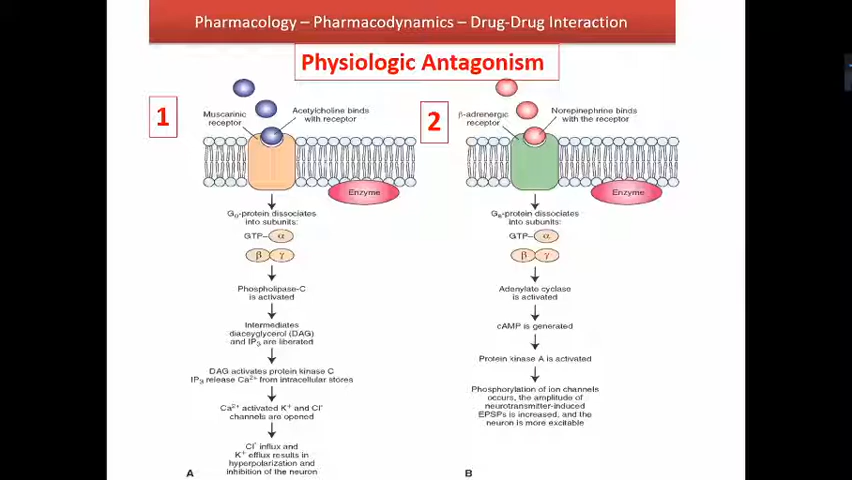 Pharmacology – Pharmacodynamics – Drug-Drug Interaction
Physiologic Antagonism
1
Muscarinic
receptor
Acetylcholine binds
with receptor
Enzyme
Gq-protein dissociates
into subunits:
GTP– α
β γ
Phospholipase-C
is activated
Intermediates
diaceyglycerol (DAG)
and IP3 are liberated
DAG activates protein kinase C
IP3 release Ca2+ from intracellular stores
Ca2+ activated K+ and Cl-
channels are opened
Cl- influx and
K+ efflux results in
hyperpolarization and
inhibition of the neuron
A
2
β-adrenergic
receptor
Norepinephrine binds
with the receptor
Enzyme
Gs-protein dissociates
into subunits:
GTP– α
β γ
Adenylate cyclase
is activated
cAMP is generated
Protein kinase A is activated
Phosphorylation of ion channels
occurs, the amplitude of
neurotransmitter-induced
EPSPs is increased, and the
neuron is more excitable
B